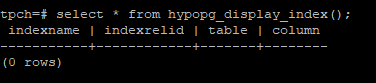 tpch=# select * from hypopg_display_index();
 indexname | indexrelid | table | column
-----------+------------+-------+--------
(0 rows)